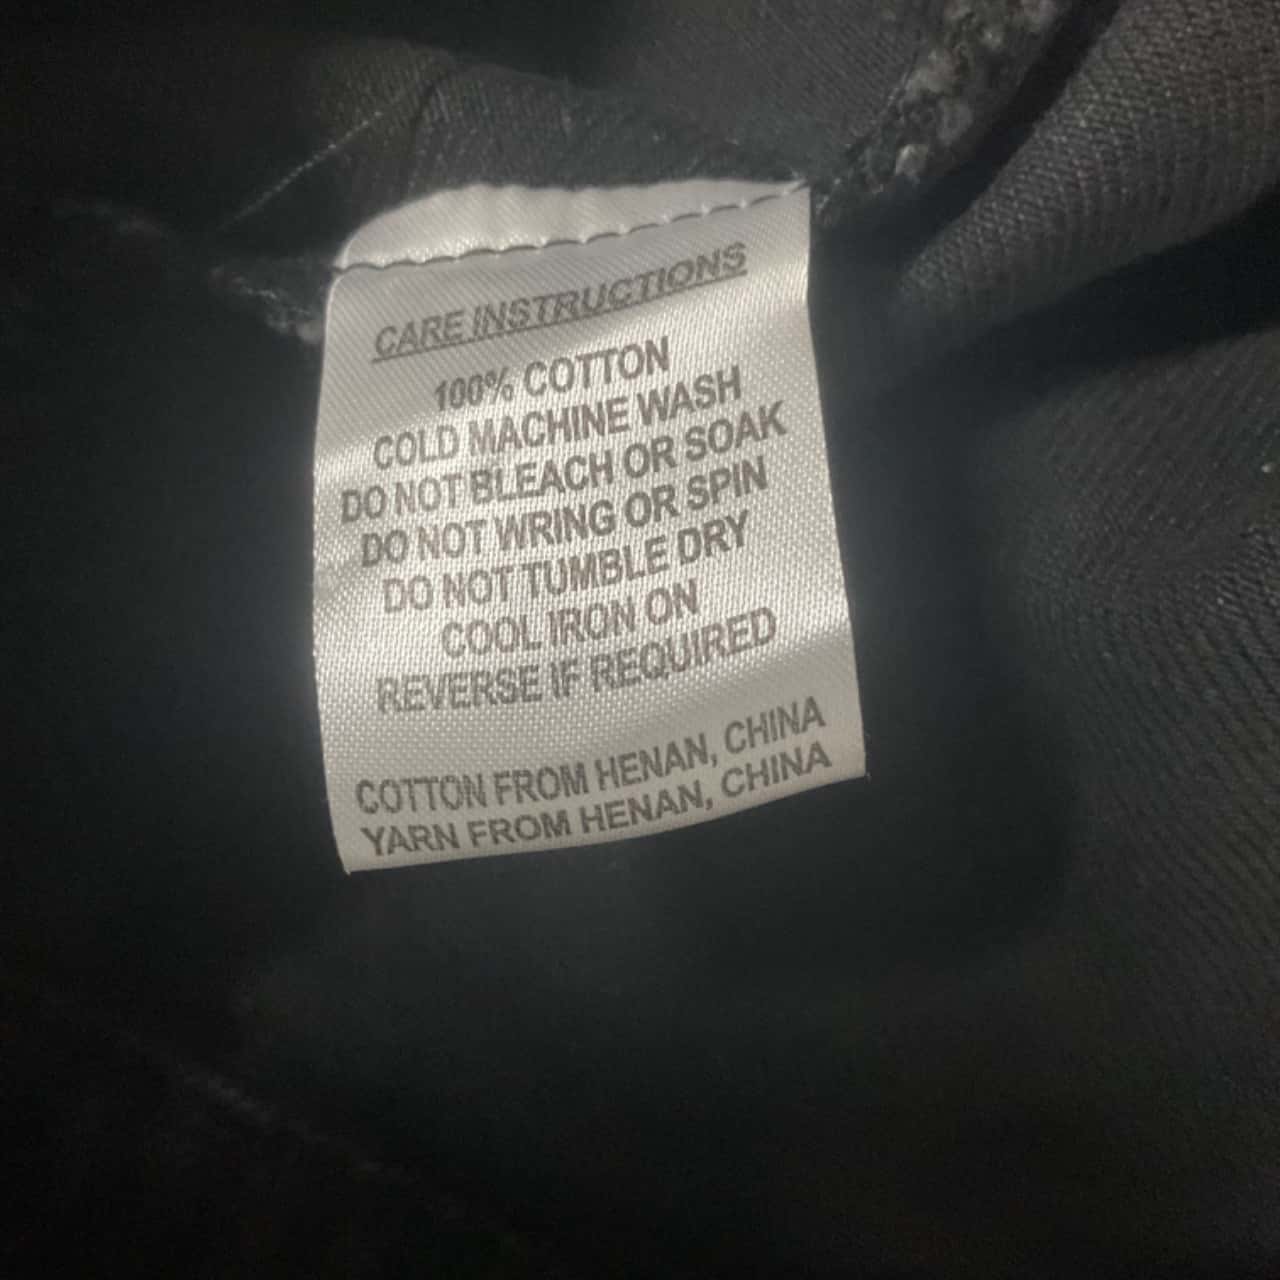 CARE INSTRUCTIONS
100% COTTON
COLD MACHINE WASH
DO NOT BLEACH OR SOAK
DO NOT WRING OR SPIN
DO NOT TUMBLE DRY
COOL IRON ON
REVERSE IF REQUIRED
COTTON FROM HENAN, CHINA
YARN FROM HENAN, CHINA